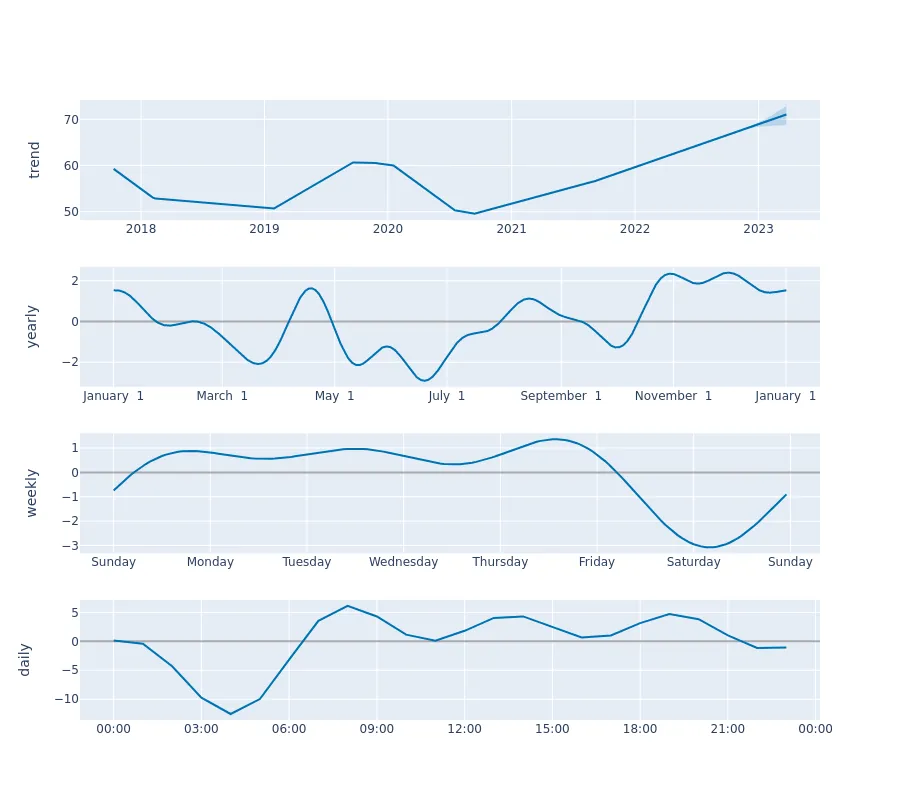 trend
70
60
50
2018 2019 2020 2021 2022 2023
yearly
2
0
−2
January 1 March 1 May 1 July 1 September 1 November 1 January 1
weekly
1
0
−1
−2
−3
Sunday Monday Tuesday Wednesday Thursday Friday Saturday Sunday
daily
5
0
−5
−10
00:00 03:00 06:00 09:00 12:00 15:00 18:00 21:00 00:00